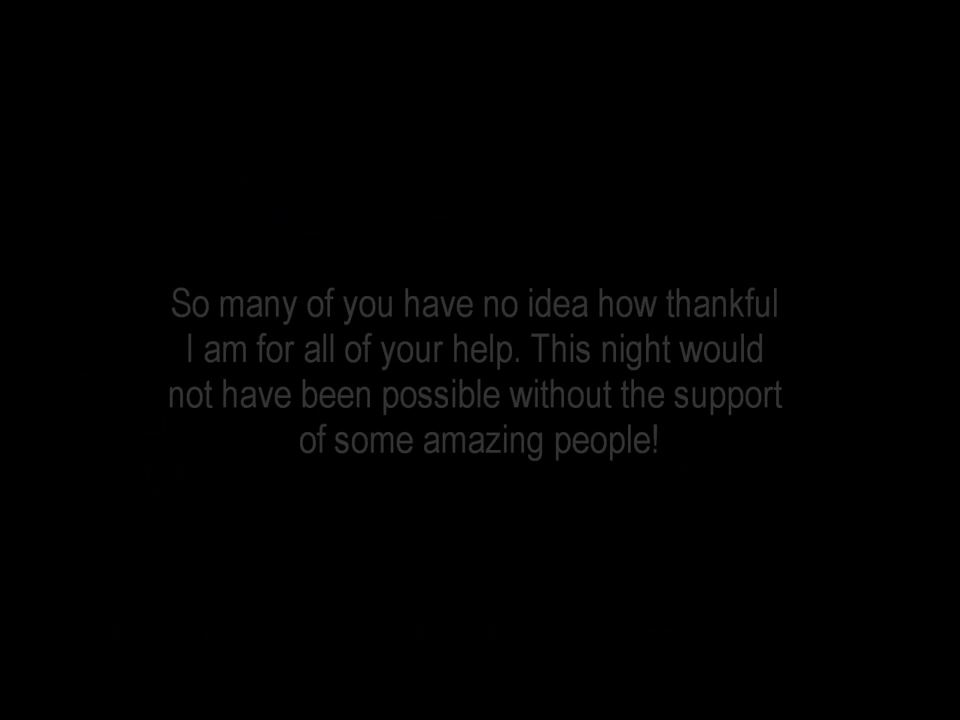 So many of you have no idea how thankful
I am for all of your help. This night would
not have been possible without the support
of some amazing people!